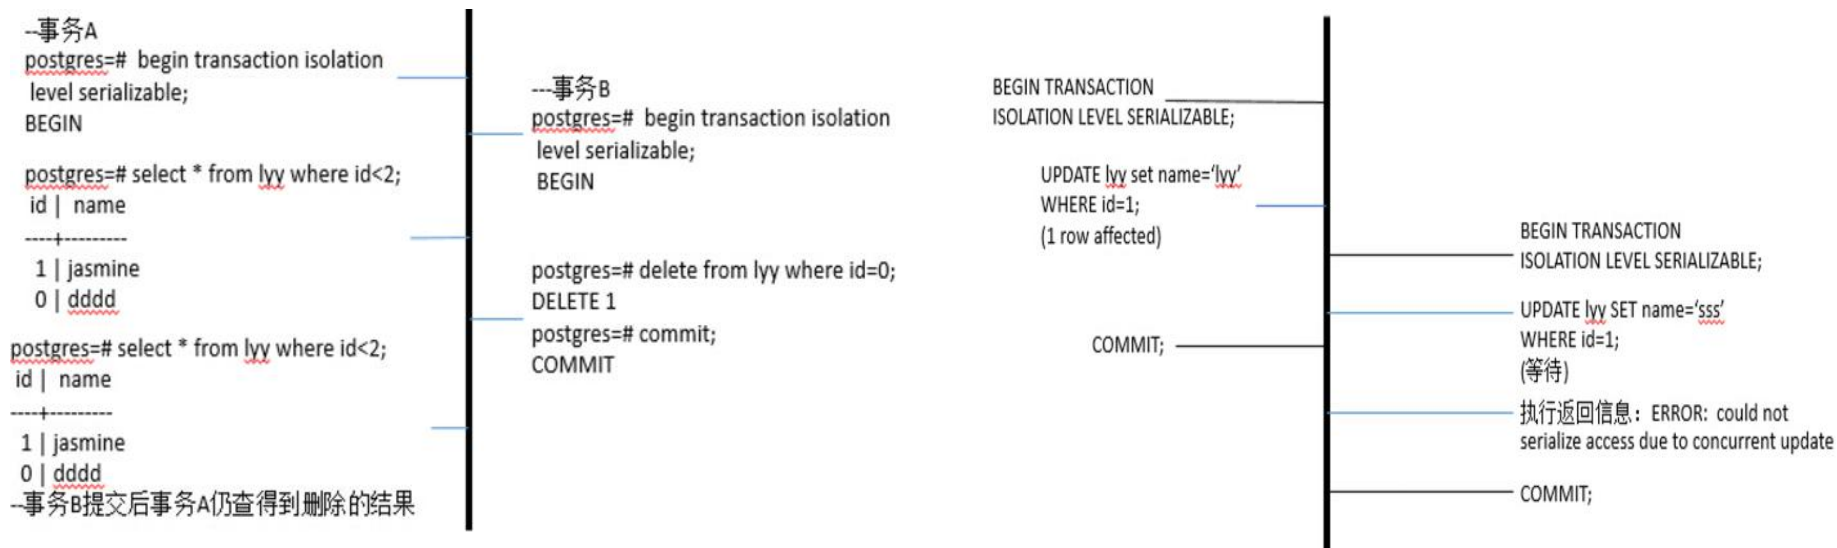 --事务A
postgres=#  begin transaction isolation
level serializable;
BEGIN
postgres=# select * from lyy where id<2;
id |  name
----+---------
1 | jasmine
0 | dddd
postgres=# select * from lyy where id<2;
id |  name
----+---------
1 | jasmine
0 | dddd
--事务B提交后事务A仍查得到删除的结果
---事务B
postgres=#  begin transaction isolation
level serializable;
BEGIN
postgres=# delete from lyy where id=0;
DELETE 1
postgres=# commit;
COMMIT
BEGIN TRANSACTION
ISOLATION LEVEL SERIALIZABLE;
UPDATE lyy set name=‘lyy’
WHERE id=1;
(1 row affected)
COMMIT;
BEGIN TRANSACTION
ISOLATION LEVEL SERIALIZABLE;
UPDATE lyy SET name=‘sss’
WHERE id=1;
(等待)
执行返回信息：ERROR:  could not
serialize access due to concurrent update
COMMIT;